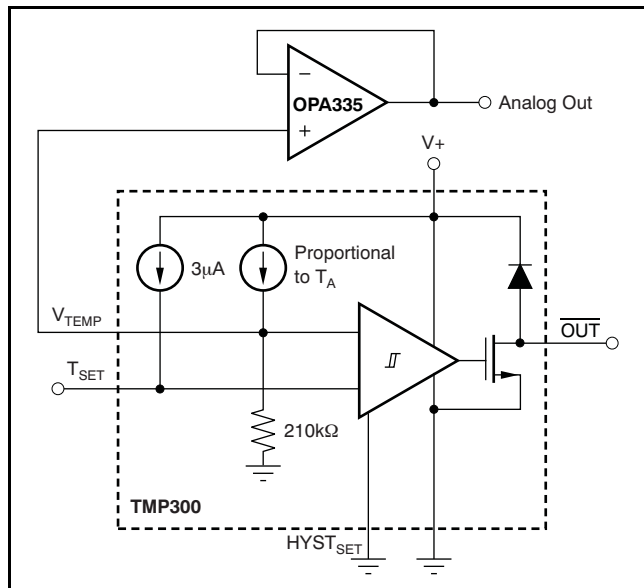 −
OPA335
+
Analog Out
V+
3μA
Proportional
to T_A
V_TEMP
OUT
T_SET
210kΩ
TMP300
HYST_SET